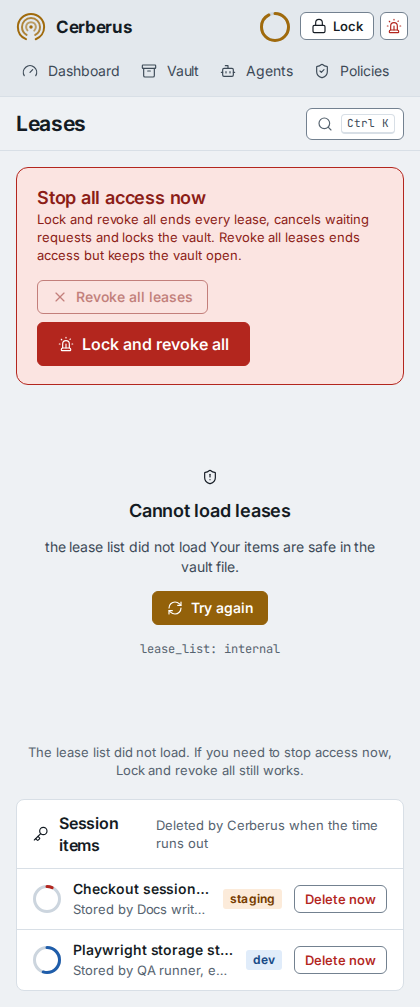 Cerberus
Lock
Dashboard Vault Agents Policies
Leases
Ctrl K
Stop all access now
Lock and revoke all ends every lease, cancels waiting
requests and locks the vault. Revoke all leases ends
access but keeps the vault open.
Revoke all leases
Lock and revoke all
Cannot load leases
the lease list did not load Your items are safe in the
vault file.
Try again
lease_list: internal
The lease list did not load. If you need to stop access now,
Lock and revoke all still works.
Session
items
Deleted by Cerberus when the time
runs out
Checkout session...
Stored by Docs writ...
staging
Delete now
Playwright storage st...
Stored by QA runner, e...
dev
Delete now